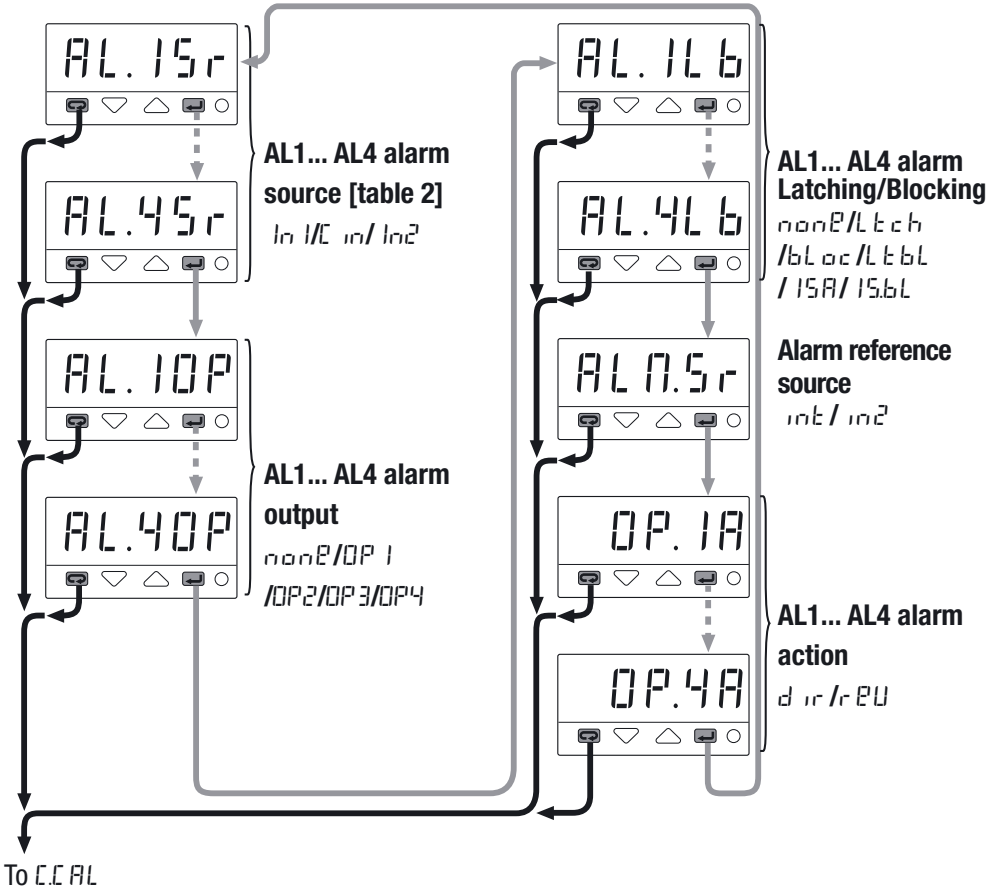 AL.1Sr
AL.4Sr
AL1... AL4 alarm
source [table 2]
In1/C in/In2
AL.1OP
AL.4OP
AL1... AL4 alarm
output
nonE/OP1
/OP2/OP3/OP4
AL.1Lb
AL.4Lb
AL1... AL4 alarm
Latching/Blocking
nonE/Ltch
/bLoc/LtbL
/ISA/IS.bL
ALM.Sr
Alarm reference
source
int/in2
OP.1A
OP.4A
AL1... AL4 alarm
action
dir/rEU
To C.CAL